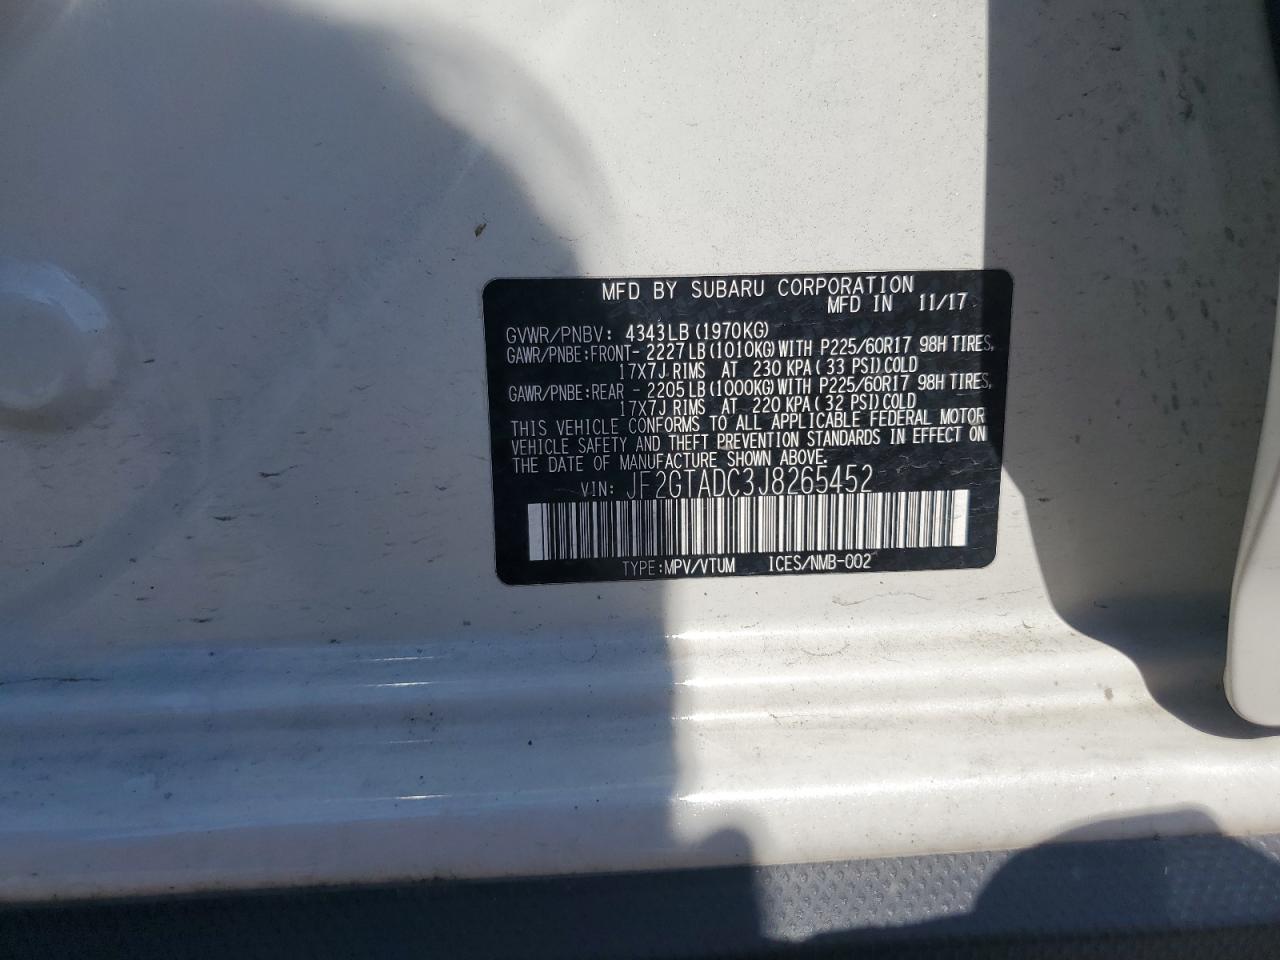 MFD BY SUBARU CORPORATION
MFD IN 11/17
GVWR/PNBV: 4343LB(1970KG)
GAWR/PNBE:FRONT- 2227LB(1010KG)WITH P225/60R17 98H TIRES,
17X7J RIMS AT 230 KPA(33 PSI)COLD
GAWR/PNBE:REAR - 2205LB(1000KG)WITH P225/60R17 98H TIRES,
17X7J RIMS AT 220 KPA(32 PSI)COLD
THIS VEHICLE CONFORMS TO ALL APPLICABLE FEDERAL MOTOR
VEHICLE SAFETY AND THEFT PREVENTION STANDARDS IN EFFECT ON
THE DATE OF MANUFACTURE SHOWN ABOVE.
VIN: JF2GTADC3J8265452
TYPE:MPV/VTUM ICES/NMB-002